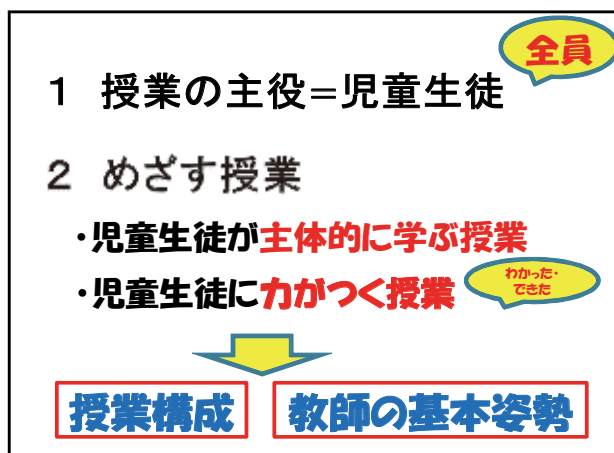 全員
1 授業の主役=児童生徒
2 めざす授業
・児童生徒が主体的に学ぶ授業
・児童生徒に力がつく授業
わかった・
できた
授業構成
教師の基本姿勢